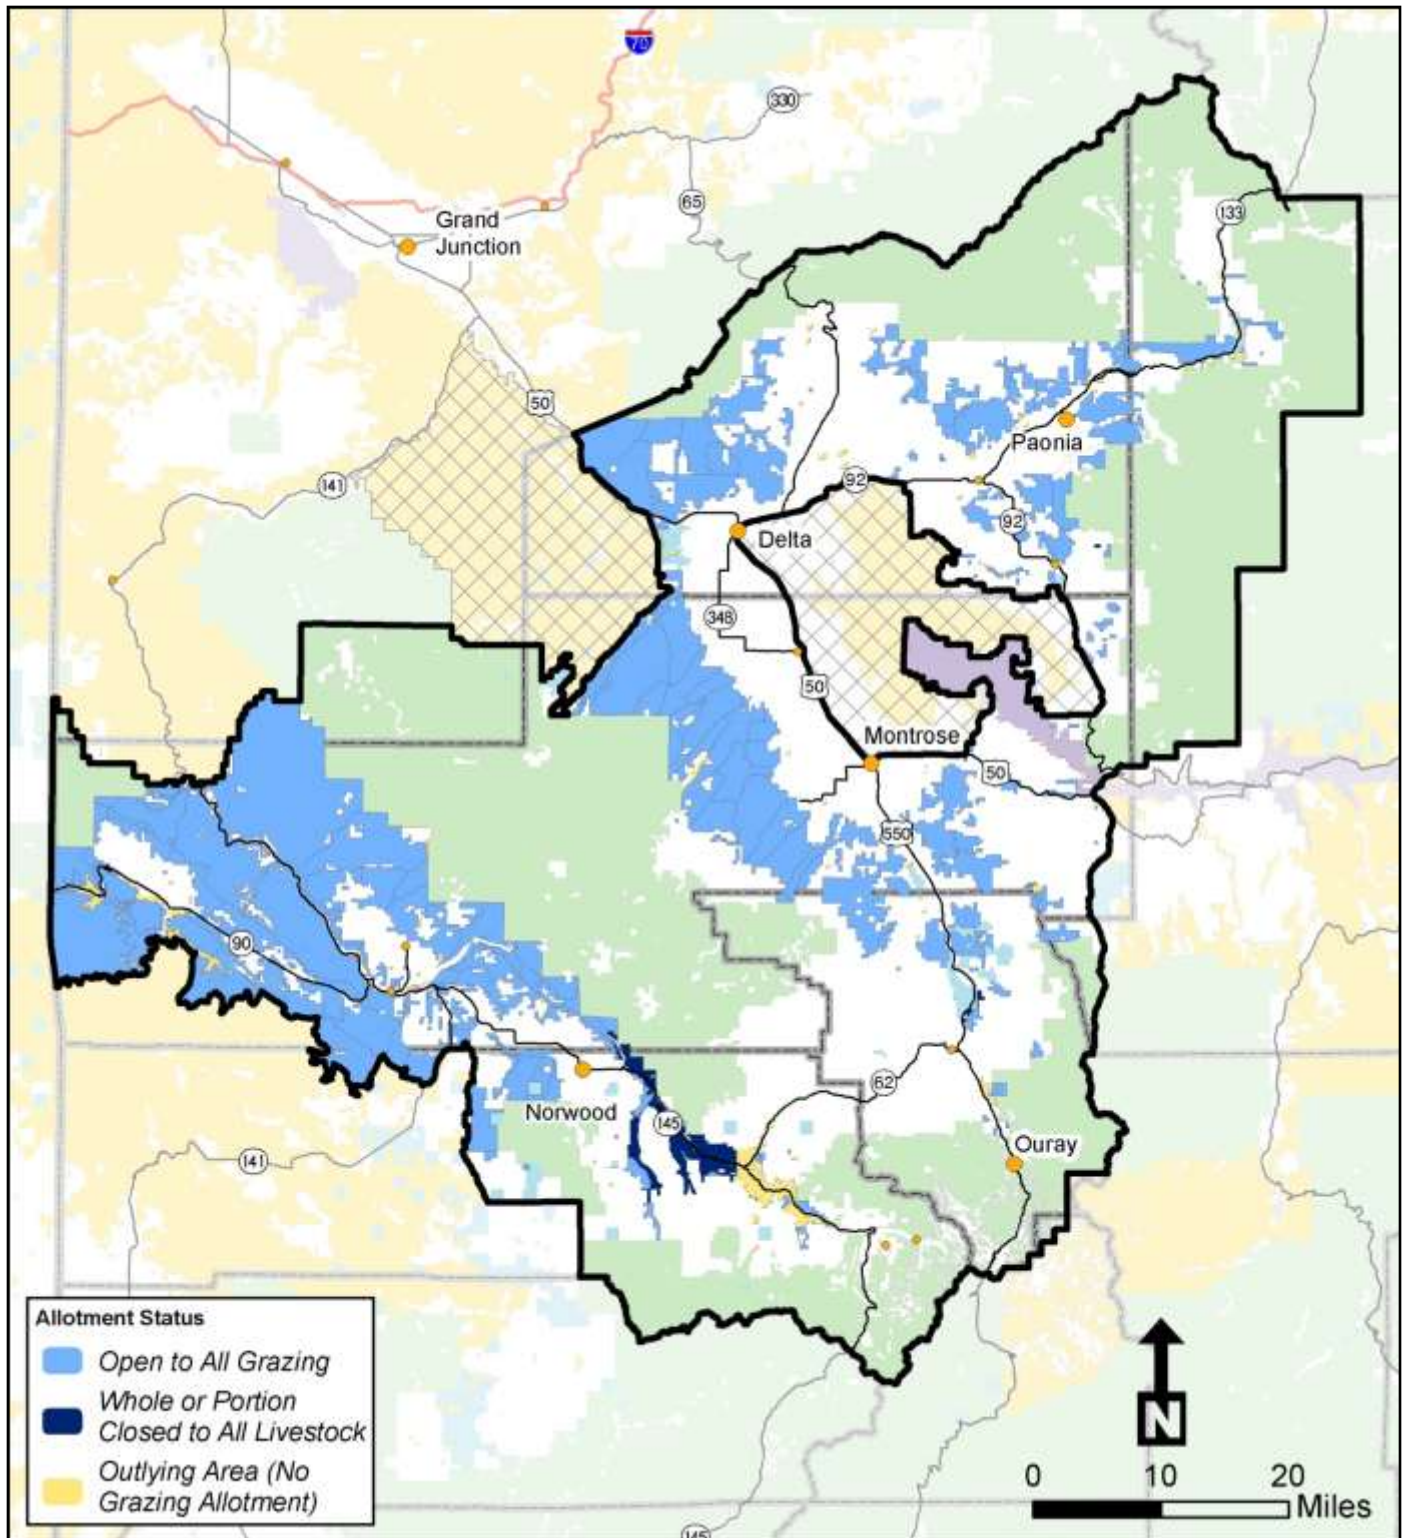 70
330
65
133
Grand
Junction
50
141
Paonia
92
92
Delta
348
50
Montrose
50
550
90
62
Norwood
145
141
Ouray
Allotment Status
Open to All Grazing
Whole or Portion
Closed to All Livestock
Outlying Area (No
Grazing Allotment)
N
0 10 20
Miles
145